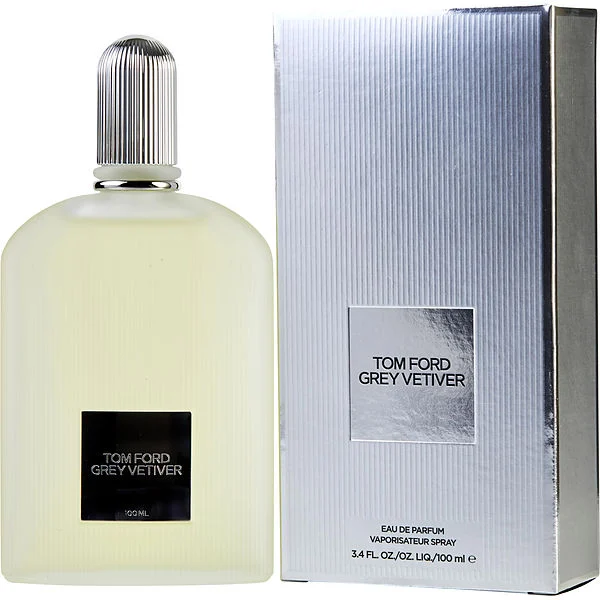 TOM FORD
GREY VETIVER
100 ML
TOM FORD
GREY VETIVER
EAU DE PARFUM
VAPORISATEUR SPRAY
3.4 FL. OZ./OZ. LIQ./100 ml ℮